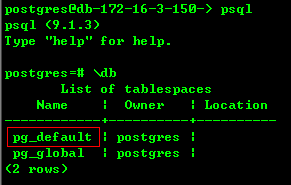 postgres@db-172-16-3-150-> psql
psql (9.1.3)
Type "help" for help.
postgres=# \db
List of tablespaces
Name ¦ Owner ¦ Location
------------+----------+----------
pg_default ¦ postgres ¦
pg_global ¦ postgres ¦
(2 rows)